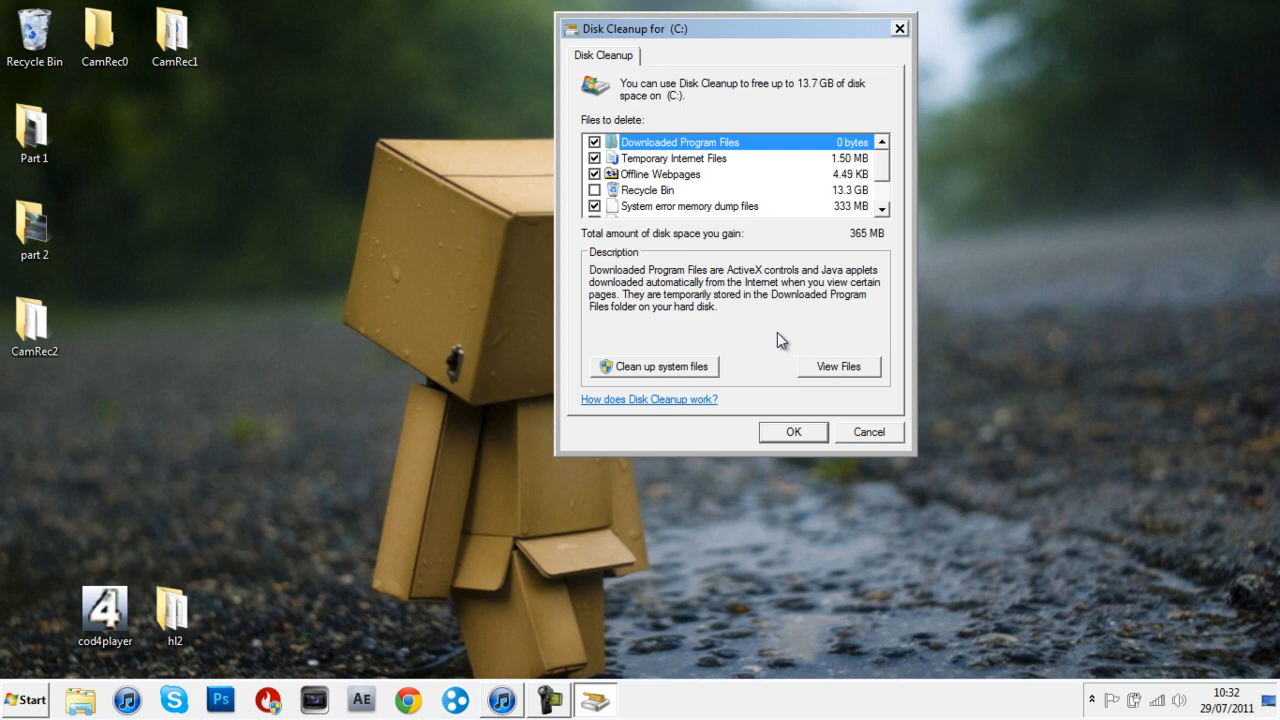 Recycle Bin
CamRec0
CamRec1
Part 1
part 2
CamRec2
4
cod4player
hl2
Disk Cleanup for (C:)
Disk Cleanup
You can use Disk Cleanup to free up to 13.7 GB of disk
space on (C:).
Files to delete:
Downloaded Program Files 0 bytes
Temporary Internet Files 1.50 MB
Offline Webpages 4.49 KB
Recycle Bin 13.3 GB
System error memory dump files 333 MB
Total amount of disk space you gain: 365 MB
Description
Downloaded Program Files are ActiveX controls and Java applets
downloaded automatically from the Internet when you view certain
pages. They are temporarily stored in the Downloaded Program
Files folder on your hard disk.
Clean up system files
View Files
How does Disk Cleanup work?
OK
Cancel
Start
S
Ps
AE
10:32
29/07/2011